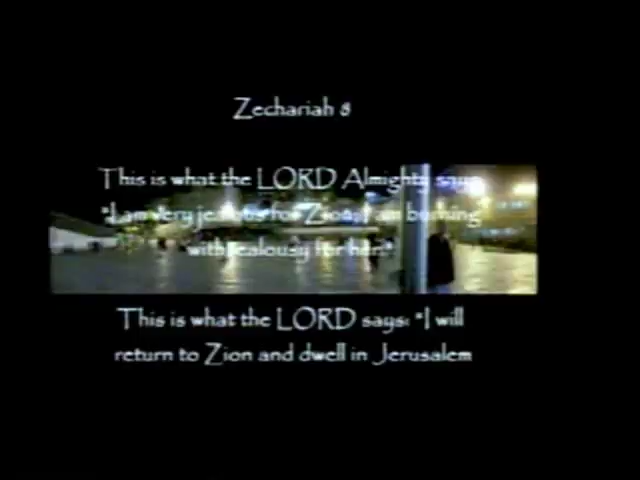 Zechariah 8
This is what the LORD Almighty says:
"I am very jealous for Zion; I am burning
with jealousy for her."
This is what the LORD says: "I will
return to Zion and dwell in Jerusalem